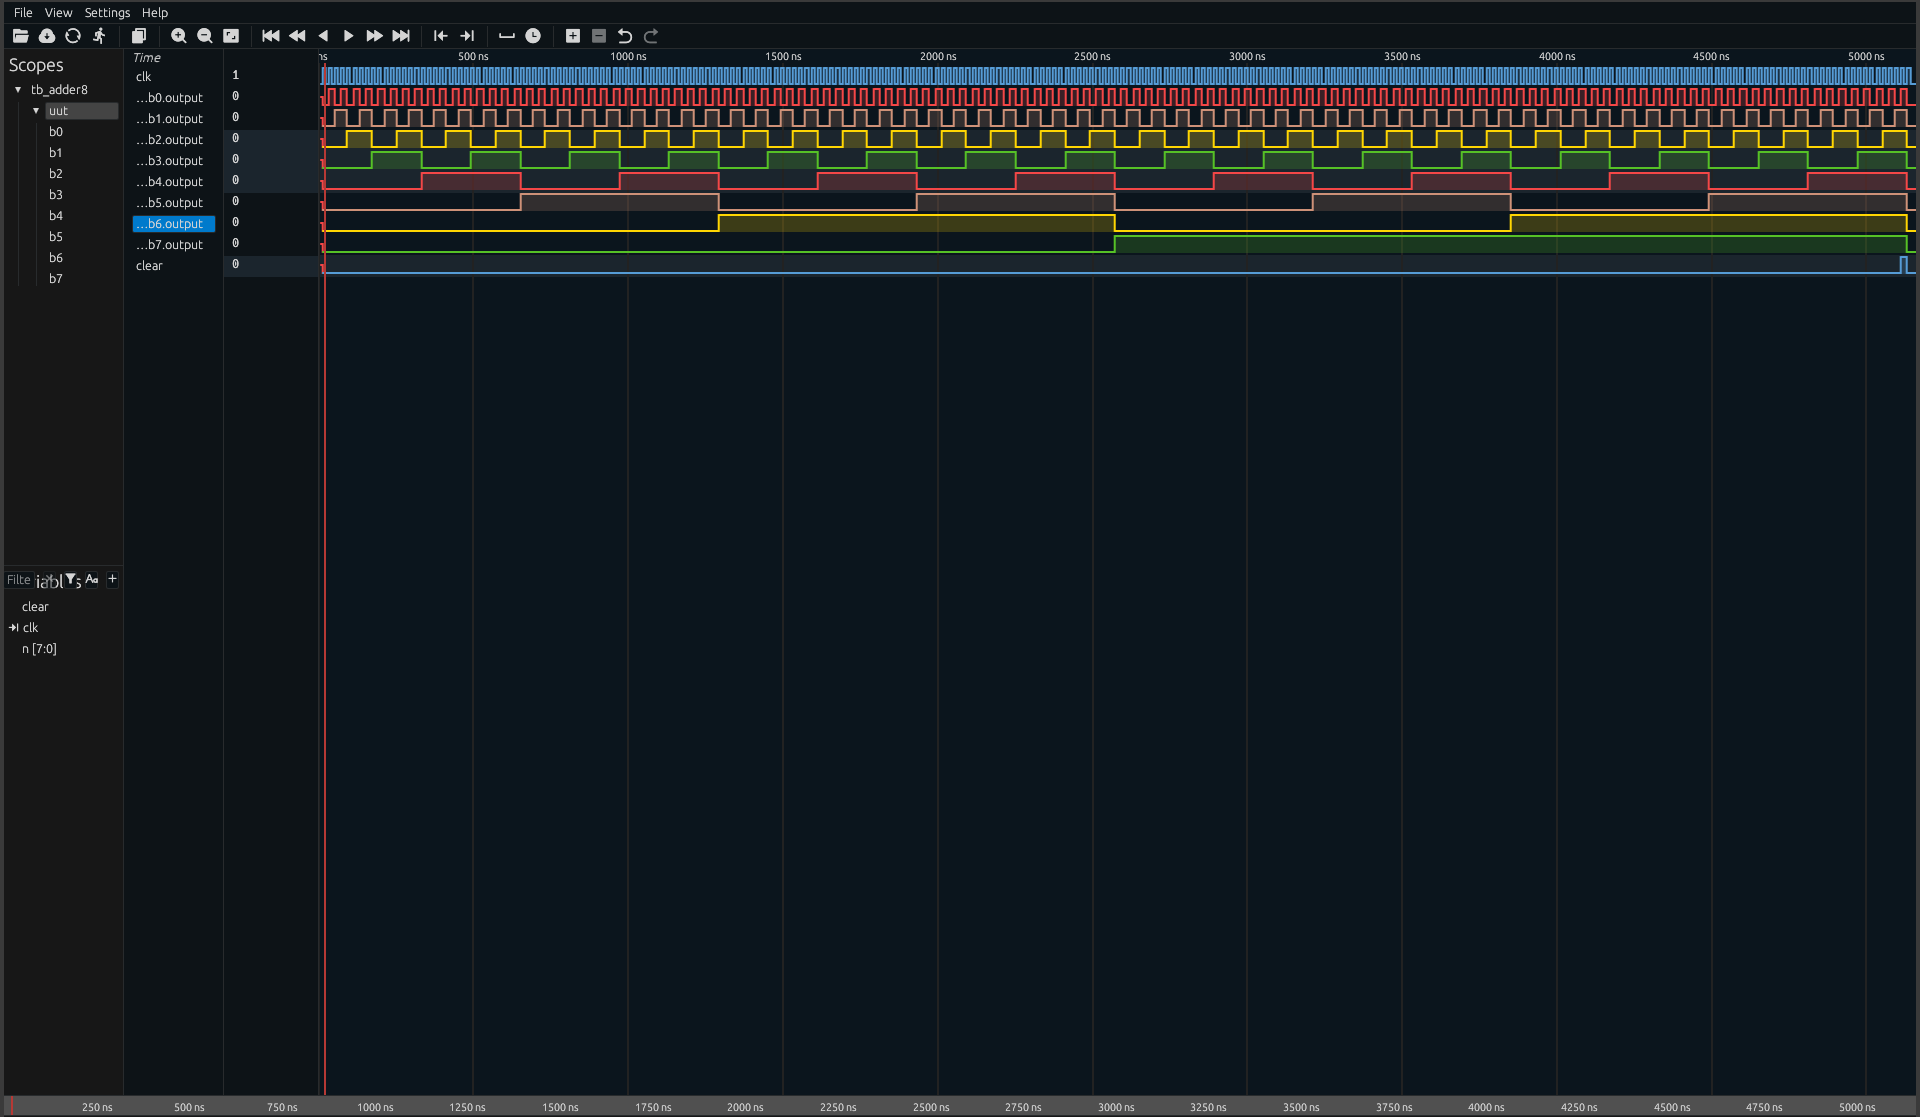 File View Settings Help
Scopes
tb_adder8
uut
b0
b1
b2
b3
b4
b5
b6
b7
Time
clk
...b0.output
...b1.output
...b2.output
...b3.output
...b4.output
...b5.output
...b6.output
...b7.output
clear
1
0
0
0
0
0
0
0
0
0
ns 500 ns 1000 ns 1500 ns 2000 ns 2500 ns 3000 ns 3500 ns 4000 ns 4500 ns 5000 ns
Filte Aa +
clear
clk
n [7:0]
250 ns 500 ns 750 ns 1000 ns 1250 ns 1500 ns 1750 ns 2000 ns 2250 ns 2500 ns 2750 ns 3000 ns 3250 ns 3500 ns 3750 ns 4000 ns 4250 ns 4500 ns 4750 ns 5000 ns